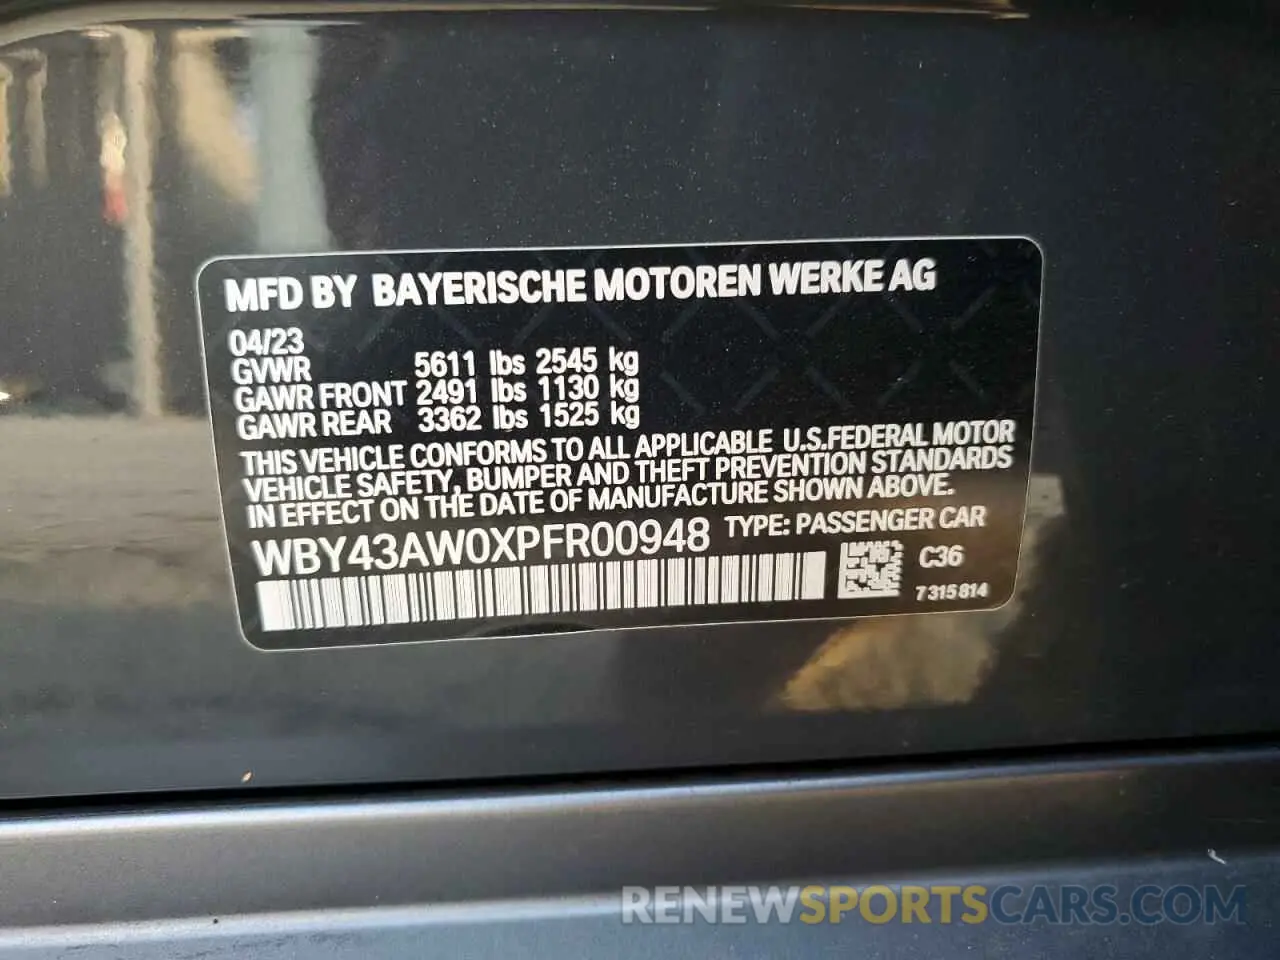 MFD BY BAYERISCHE MOTOREN WERKE AG
04/23
GVWR 5611 lbs 2545 kg
GAWR FRONT 2491 lbs 1130 kg
GAWR REAR 3362 lbs 1525 kg
THIS VEHICLE CONFORMS TO ALL APPLICABLE U.S.FEDERAL MOTOR
VEHICLE SAFETY, BUMPER AND THEFT PREVENTION STANDARDS
IN EFFECT ON THE DATE OF MANUFACTURE SHOWN ABOVE.
WBY43AW0XPFR00948 TYPE: PASSENGER CAR
C36
7 315 814
RENEWSPORTSCARS.COM